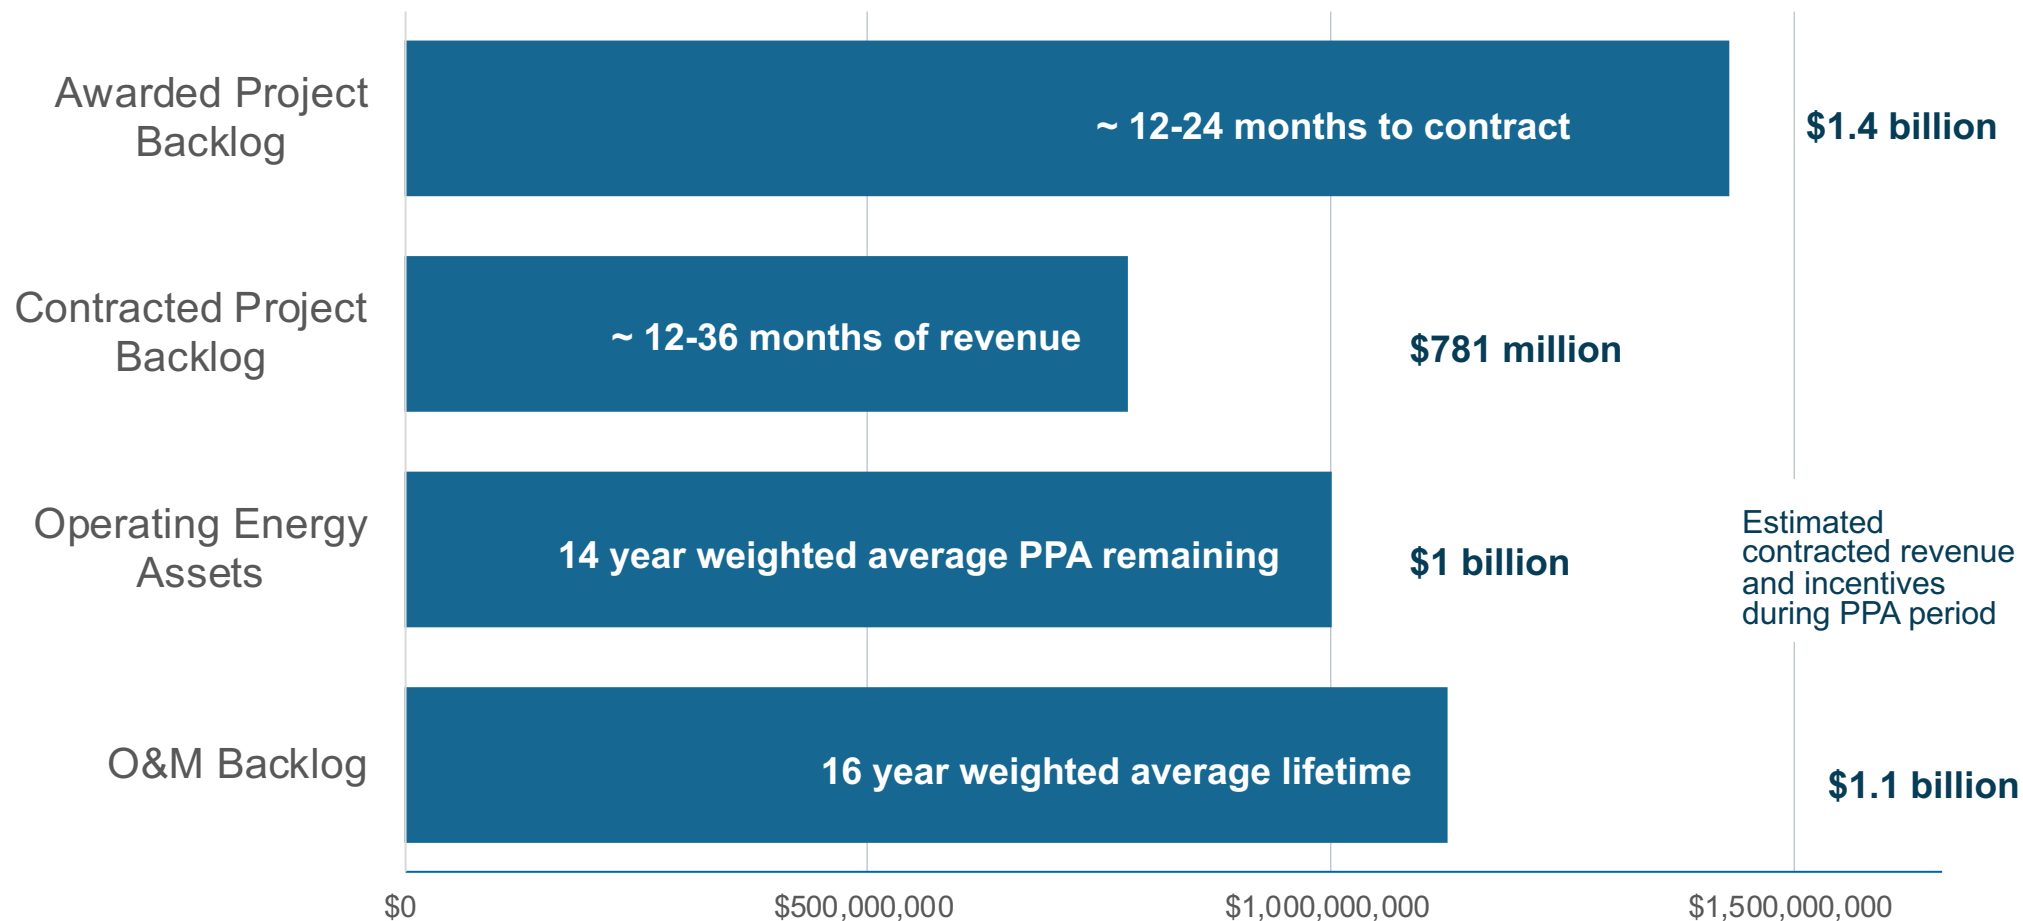 Awarded Project
Backlog
~ 12-24 months to contract
$1.4 billion
Contracted Project
Backlog
~ 12-36 months of revenue
$781 million
Operating Energy
Assets
14 year weighted average PPA remaining
$1 billion
Estimated
contracted revenue
and incentives
during PPA period
O&M Backlog
16 year weighted average lifetime
$1.1 billion
$0
$500,000,000
$1,000,000,000
$1,500,000,000